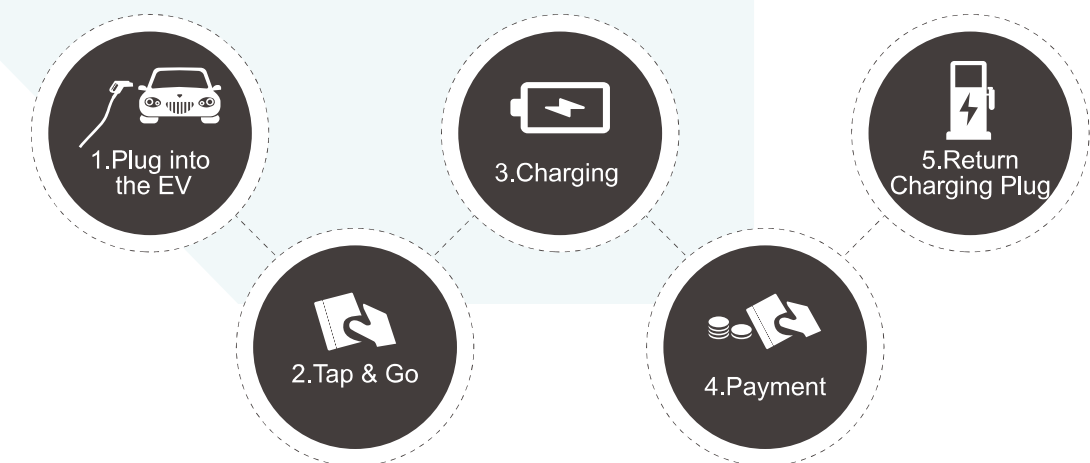 1.Plug into
the EV
2.Tap & Go
3.Charging
4.Payment
5.Return
Charging Plug